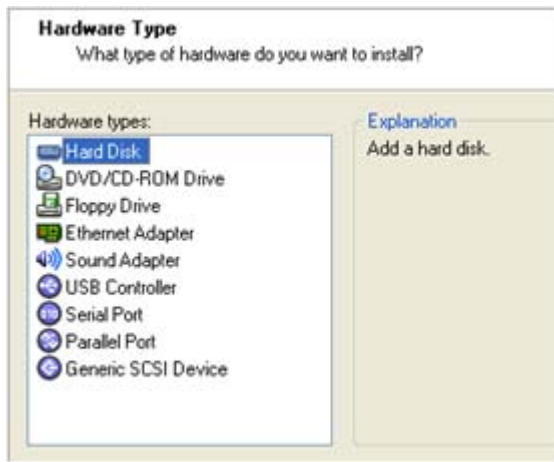 Hardware Type
What type of hardware do you want to install?
Hardware types:
Hard Disk
DVD/CD-ROM Drive
Floppy Drive
Ethernet Adapter
Sound Adapter
USB Controller
Serial Port
Parallel Port
Generic SCSI Device
Explanation
Add a hard disk.